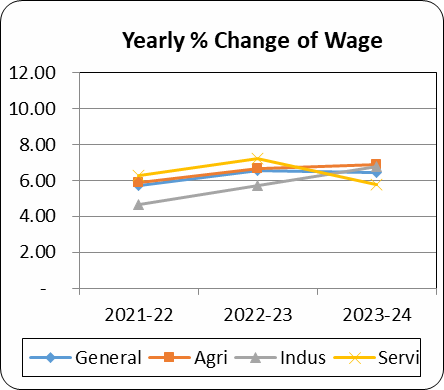 Yearly % Change of Wage
12.00
10.00
8.00
6.00
4.00
2.00
-
2021-22 2022-23 2023-24
General Agri Indus Servi